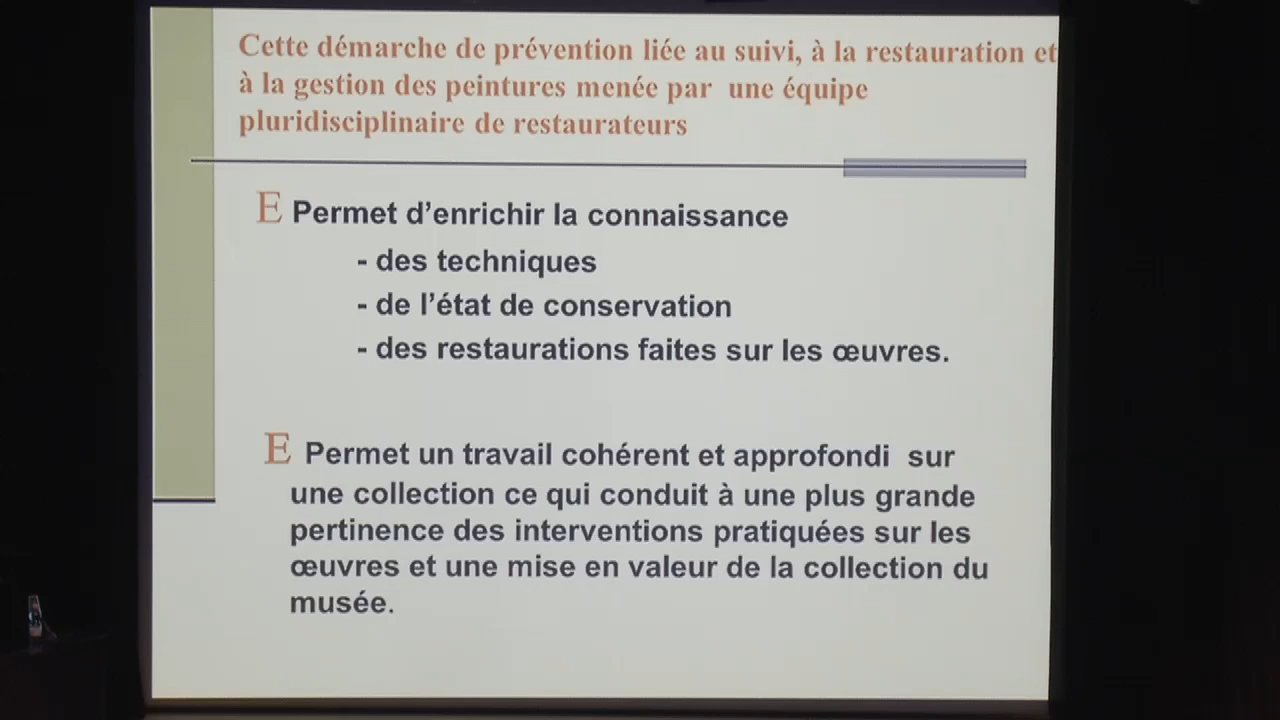 Cette démarche de prévention liée au suivi, à la restauration et
à la gestion des peintures menée par une équipe
pluridisciplinaire de restaurateurs
E Permet d’enrichir la connaissance
- des techniques
- de l’état de conservation
- des restaurations faites sur les œuvres.
E Permet un travail cohérent et approfondi sur
une collection ce qui conduit à une plus grande
pertinence des interventions pratiquées sur les
œuvres et une mise en valeur de la collection du
musée.